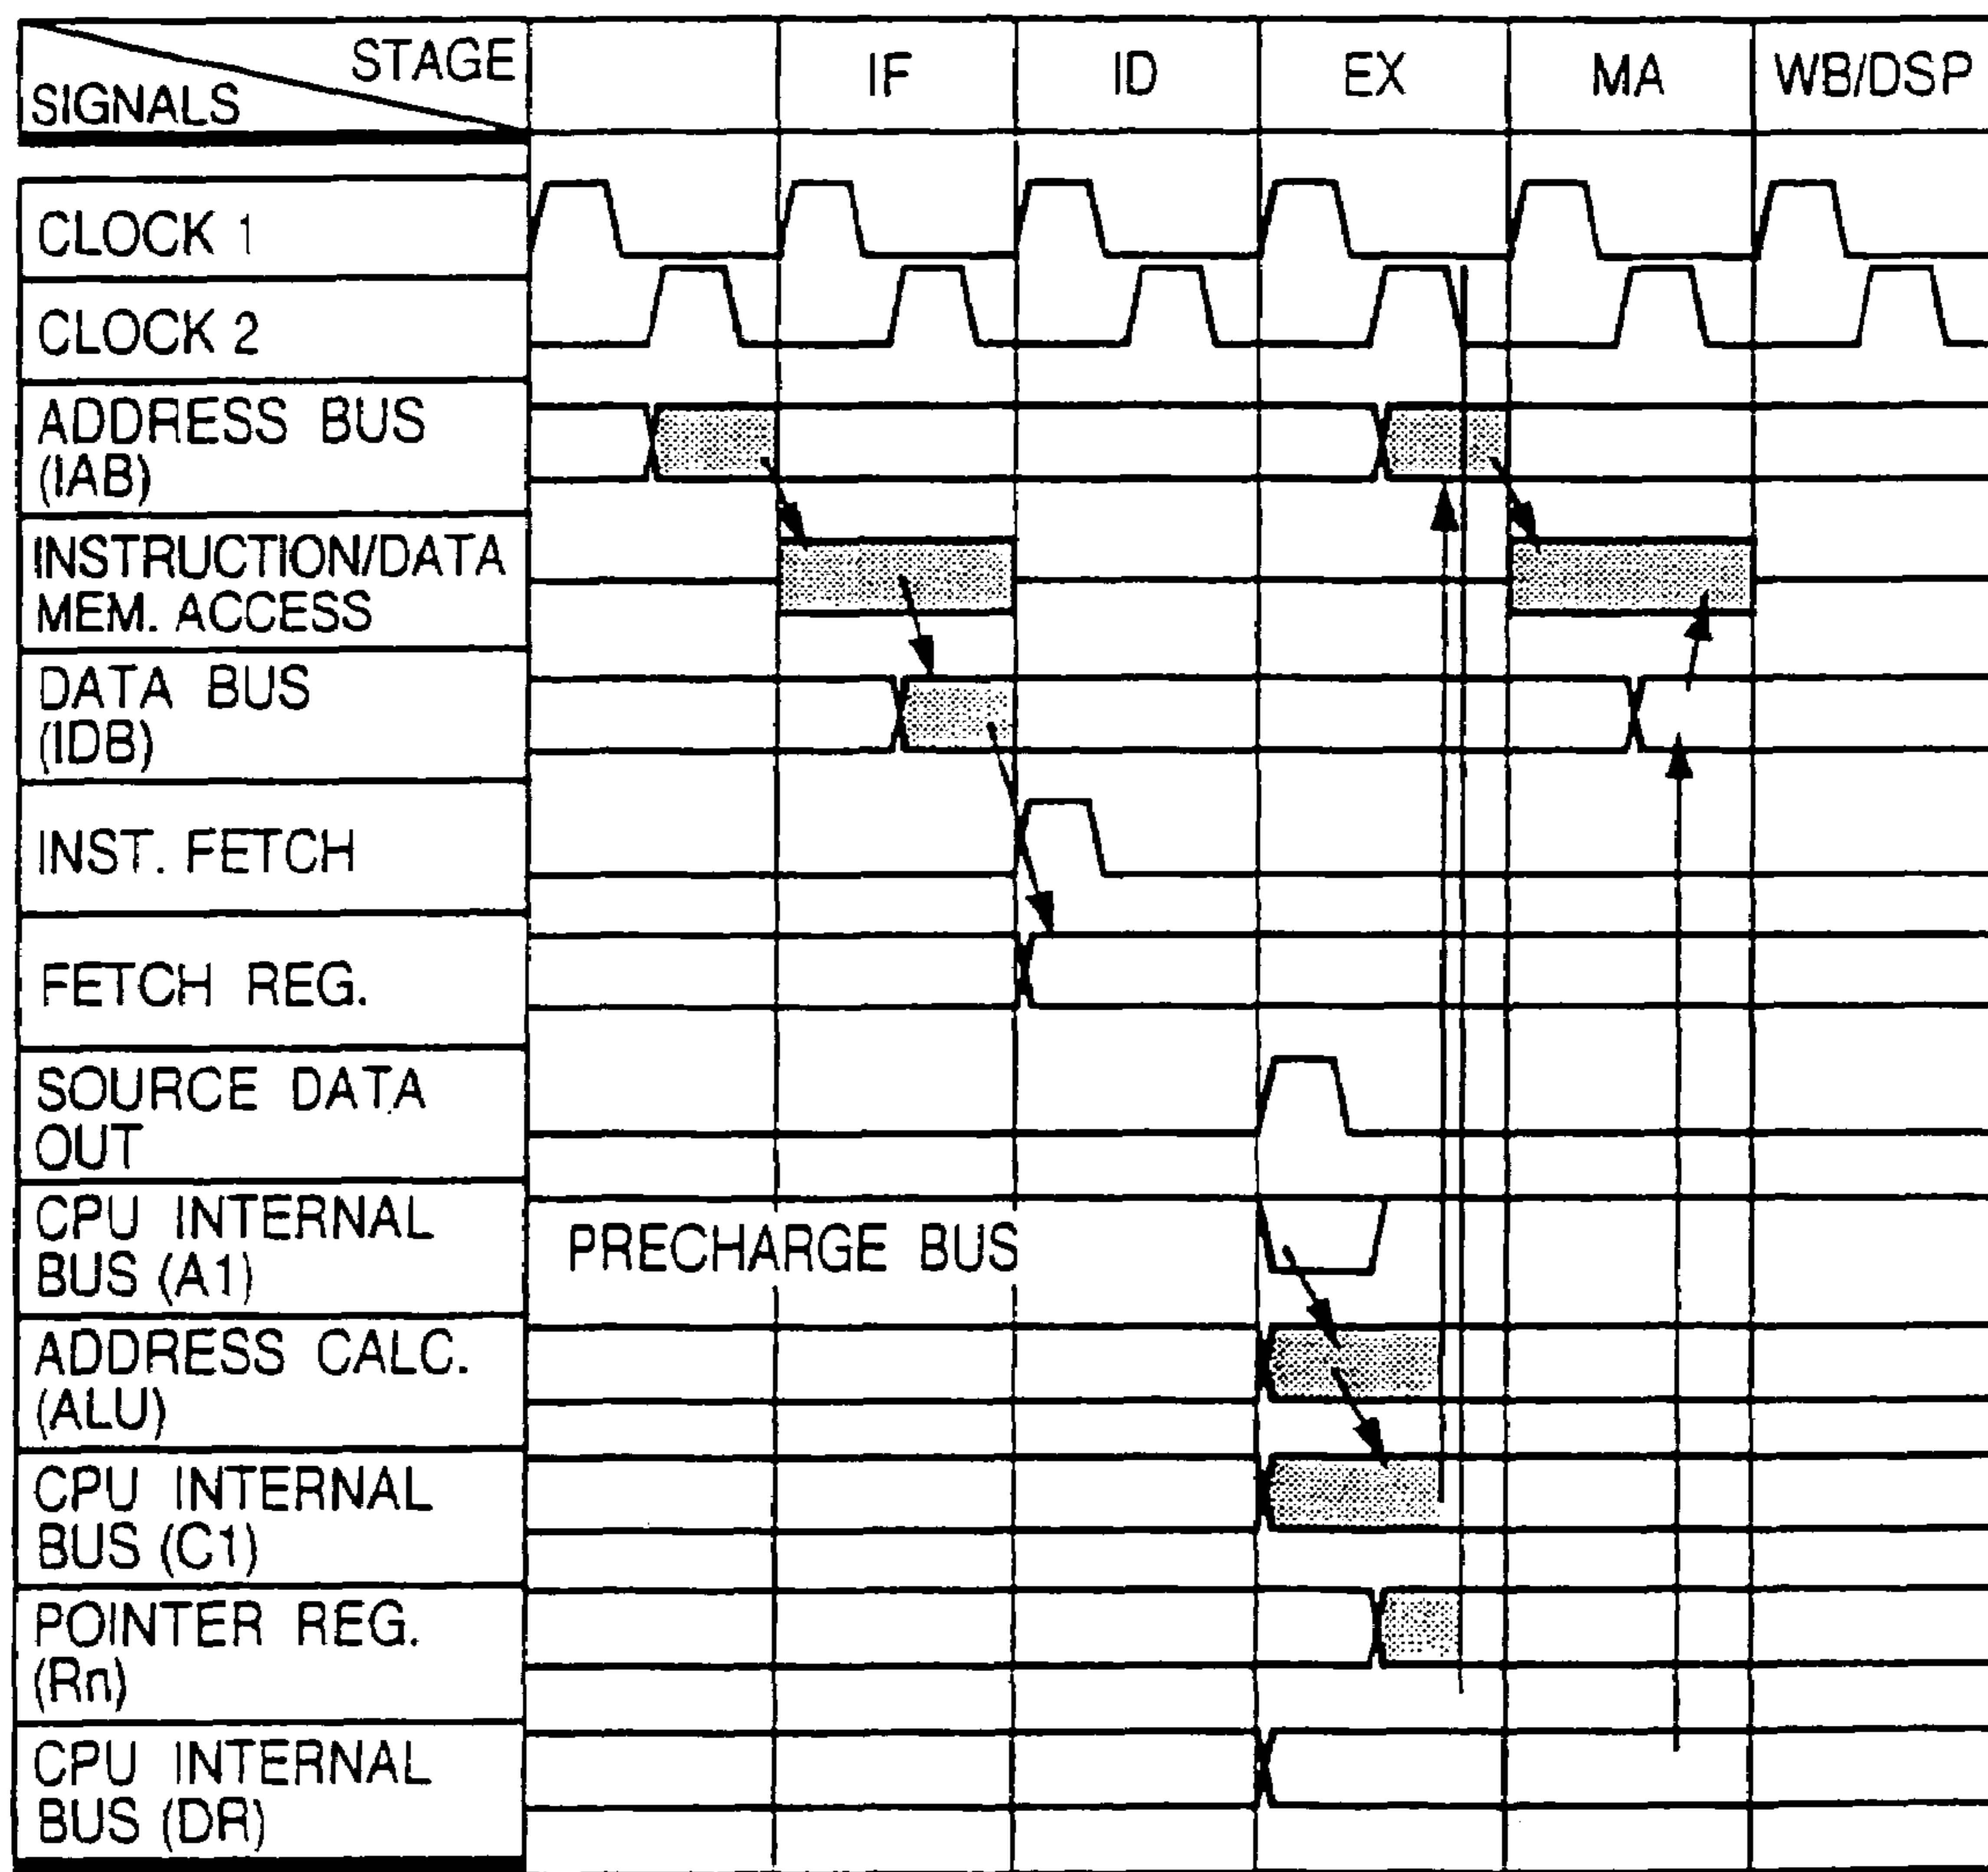 STAGE
SIGNALS
IF
ID
EX
MA
WB/DSP
CLOCK 1
CLOCK 2
ADDRESS BUS
(IAB)
INSTRUCTION/DATA
MEM. ACCESS
DATA BUS
(IDB)
INST. FETCH
FETCH REG.
SOURCE DATA
OUT
CPU INTERNAL
BUS (A1)
PRECHARGE BUS
ADDRESS CALC.
(ALU)
CPU INTERNAL
BUS (C1)
POINTER REG.
(Rn)
CPU INTERNAL
BUS (DR)